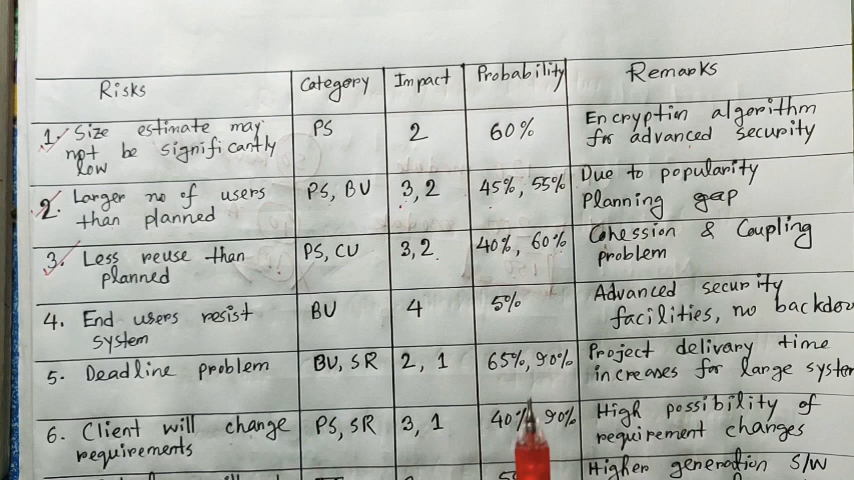 Risks Category Impact Probability Remarks
1. Size estimate may PS 2 60% Encryption algorithm
not be significantly for advanced security
low
2. Larger no of users PS, BU 3, 2 45%, 55% Due to popularity
than planned Planning gap
3. Less reuse than PS, CU 3, 2 40%, 60% Cohession & Coupling
planned problem
4. End users resist BU 4 5% Advanced security
system facilities, no backdoo
5. Deadline problem BU, SR 2, 1 65%, 90% Project delivary time
increases for large system
6. Client will change PS, SR 3, 1 40% 90% High possibility of
requirements requirement changes
Higher generation S/W